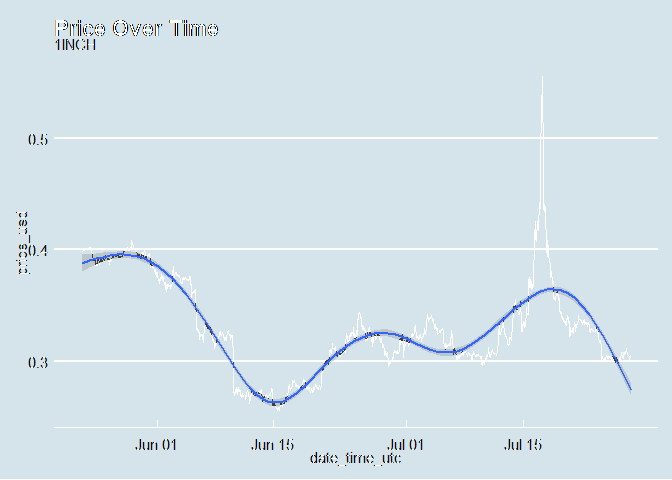 Price Over Time
1INCH
price_usd
0.5
0.4
0.3
Jun 01
Jun 15
Jul 01
Jul 15
date_time_utc